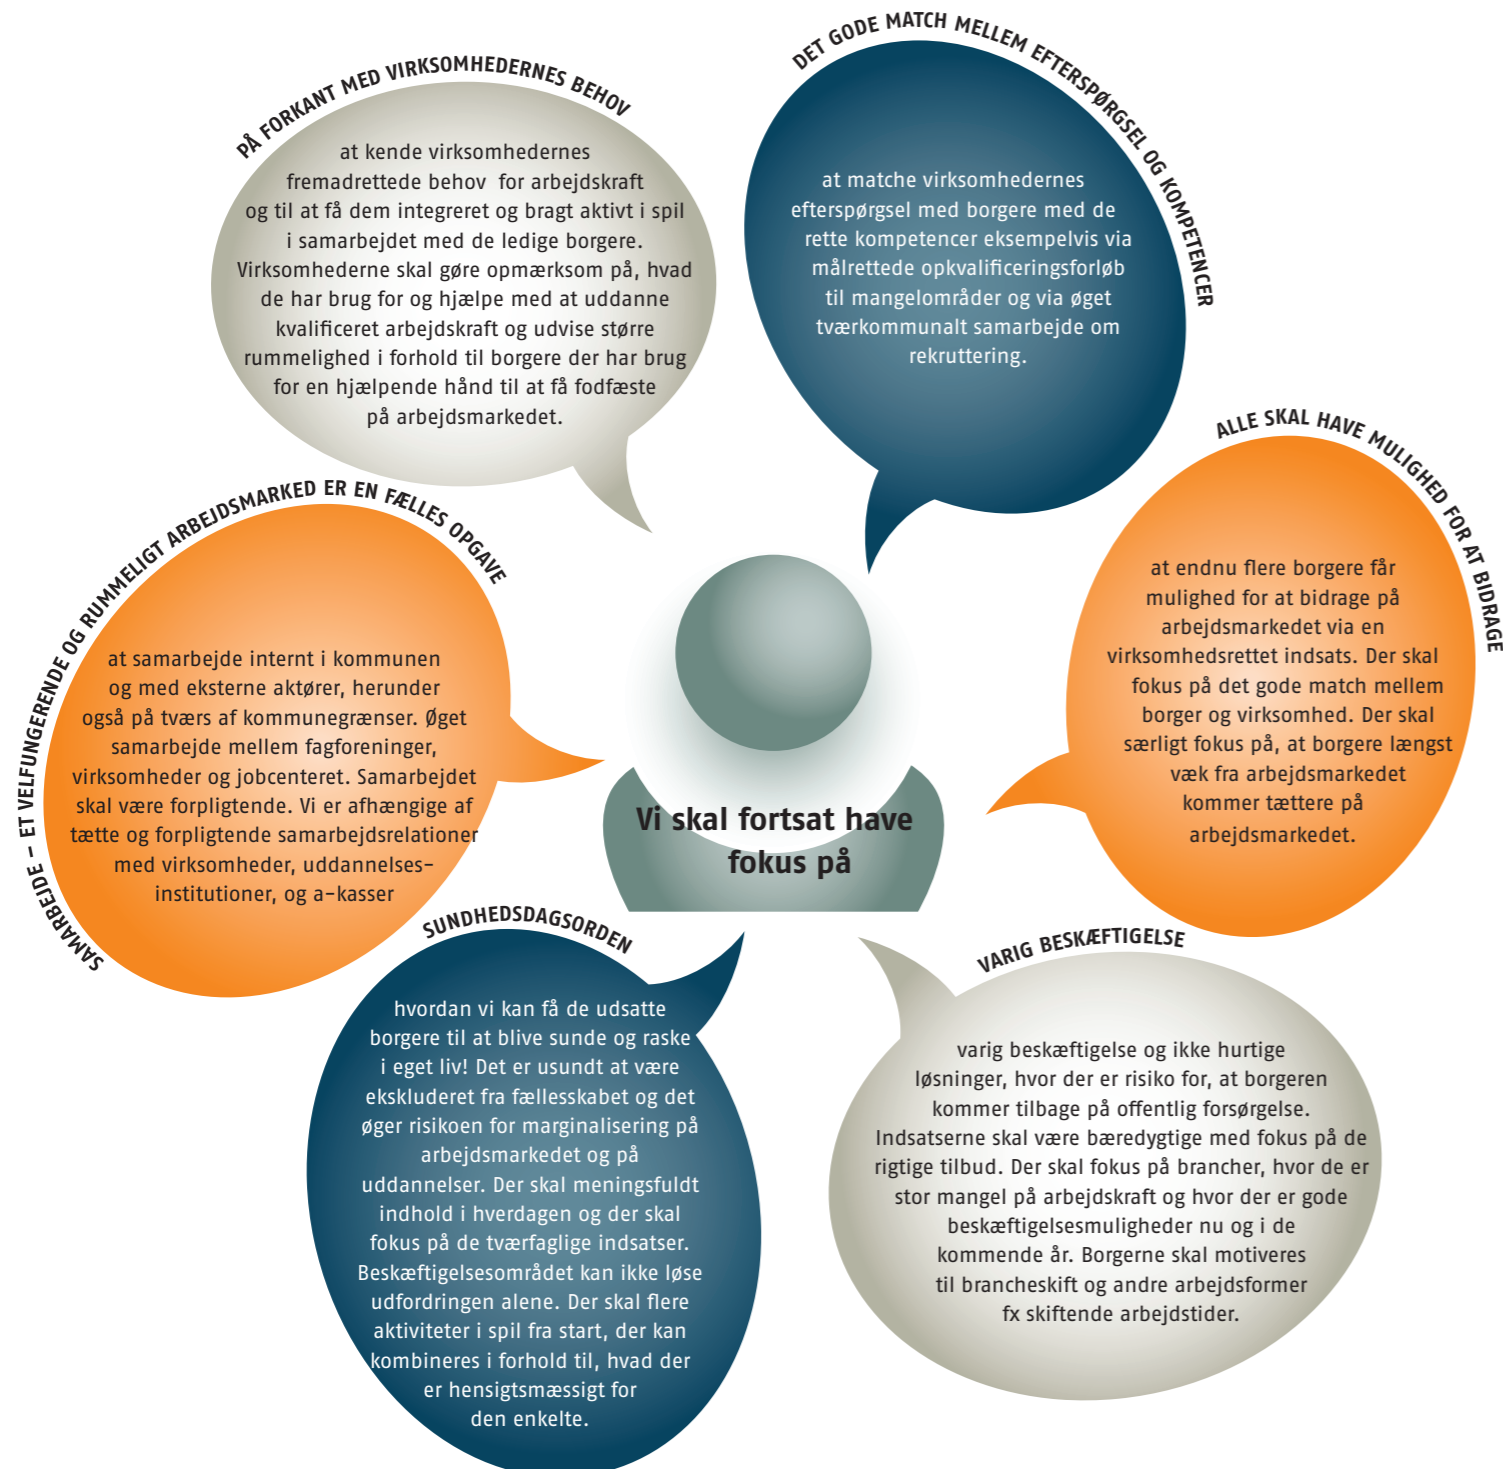 PÅ FORKANT MED VIRKSOMHEDERNES BEHOV
at kende virksomhedernes
fremadrettede behov for arbejdskraft
og til at få dem integreret og bragt aktivt i spil
i samarbejdet med de ledige borgere.
Virksomhederne skal gøre opmærksom på, hvad
de har brug for og hjælpe med at uddanne
kvalificeret arbejdskraft og udvise større
rummelighed i forhold til borgere der har brug
for en hjælpende hånd til at få fodfæste
på arbejdsmarkedet.
DET GODE MATCH MELLEM EFTERSPØRGSEL OG KOMPETENCER
at matche virksomhedernes
efterspørgsel med borgere med de
rette kompetencer eksempelvis via
målrettede opkvalificeringsforløb
til mangelområder og via øget
tværkommunalt samarbejde om
rekruttering.
ALLE SKAL HAVE MULIGHED FOR AT BIDRAGE
at endnu flere borgere får
mulighed for at bidrage på
arbejdsmarkedet via en
virksomhedsrettet indsats. Der skal
fokus på det gode match mellem
borger og virksomhed. Der skal
særligt fokus på, at borgere længst
væk fra arbejdsmarkedet
kommer tættere på
arbejdsmarkedet.
SAMARBEJDE – ET VELFUNGERENDE OG RUMMELIGT ARBEJDSMARKED ER EN FÆLLES OPGAVE
at samarbejde internt i kommunen
og med eksterne aktører, herunder
også på tværs af kommunegrænser. Øget
samarbejde mellem fagforeninger,
virksomheder og jobcenteret. Samarbejdet
skal være forpligtende. Vi er afhængige af
tætte og forpligtende samarbejdsrelationer
med virksomheder, uddannelses-
institutioner, og a-kasser
Vi skal fortsat have
fokus på
SUNDHEDSDAGSORDEN
hvordan vi kan få de udsatte
borgere til at blive sunde og raske
i eget liv! Det er usundt at være
ekskluderet fra fællesskabet og det
øger risikoen for marginalisering på
arbejdsmarkedet og på
uddannelser. Der skal meningsfuldt
indhold i hverdagen og der skal
fokus på de tværfaglige indsatser.
Beskæftigelsesområdet kan ikke løse
udfordringen alene. Der skal flere
aktiviteter i spil fra start, der kan
kombineres i forhold til, hvad der
er hensigtsmæssigt for
den enkelte.
VARIG BESKÆFTIGELSE
varig beskæftigelse og ikke hurtige
løsninger, hvor der er risiko for, at borgeren
kommer tilbage på offentlig forsørgelse.
Indsatserne skal være bæredygtige med fokus på de
rigtige tilbud. Der skal fokus på brancher, hvor de er
stor mangel på arbejdskraft og hvor der er gode
beskæftigelsesmuligheder nu og i de
kommende år. Borgerne skal motiveres
til brancheskift og andre arbejdsformer
fx skiftende arbejdstider.